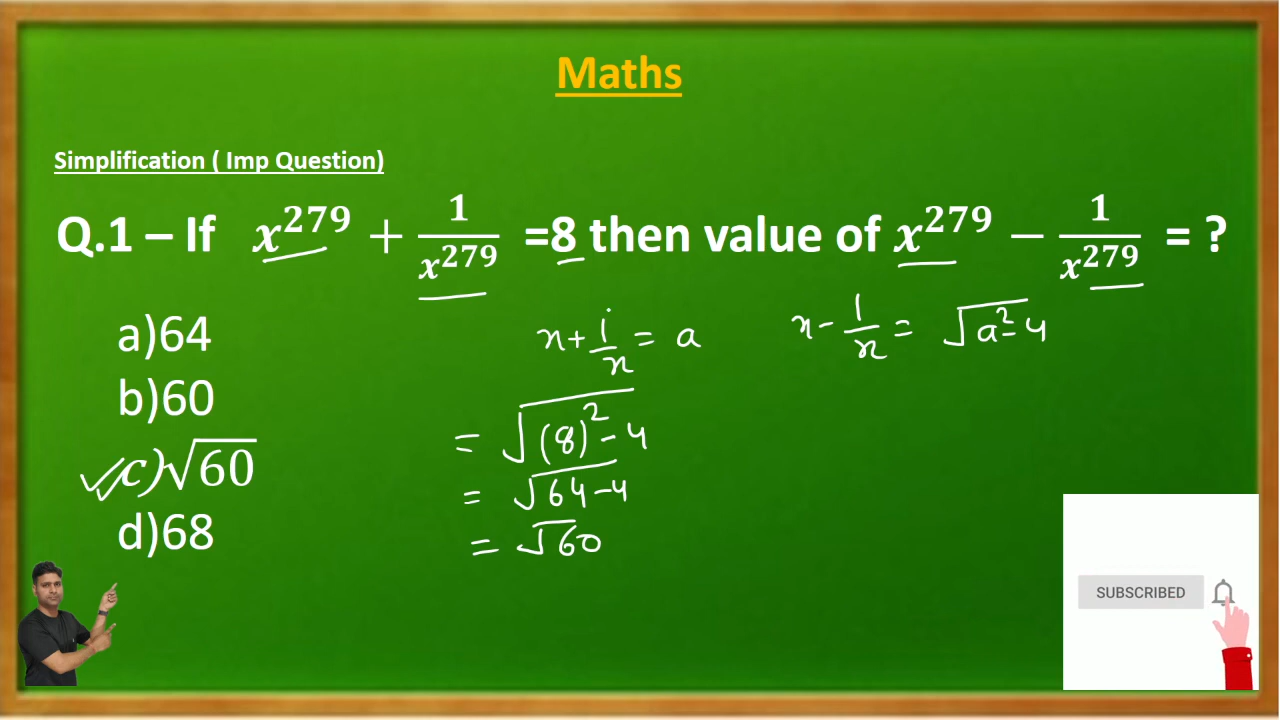 Maths
Simplification ( Imp Question)
Q.1 – If x^279 + 1/x^279 =8 then value of x^279 − 1/x^279 = ?
a)64
b)60
c)√60
d)68
x + 1/x = a
x - 1/x = √(a² - 4)
= √((8)² - 4)
= √(64 - 4)
= √60
SUBSCRIBED